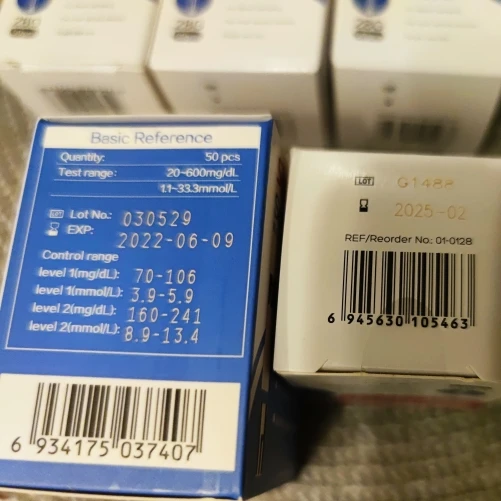 280
280
Basic Reference
Quantity: 50 pcs
Test range: 20~600mg/dL
1.1~33.3mmol/L
LOT Lot No.: 030529
EXP: 2022-06-09
Control range
level 1(mg/dL): 70-106
level 1(mmol/L): 3.9-5.9
level 2(mg/dL): 160-241
level 2(mmol/L): 8.9-13.4
6 934175 037407
LOT G1488
2025-02
REF/Reorder No.: 01-0128
6 945630 105463